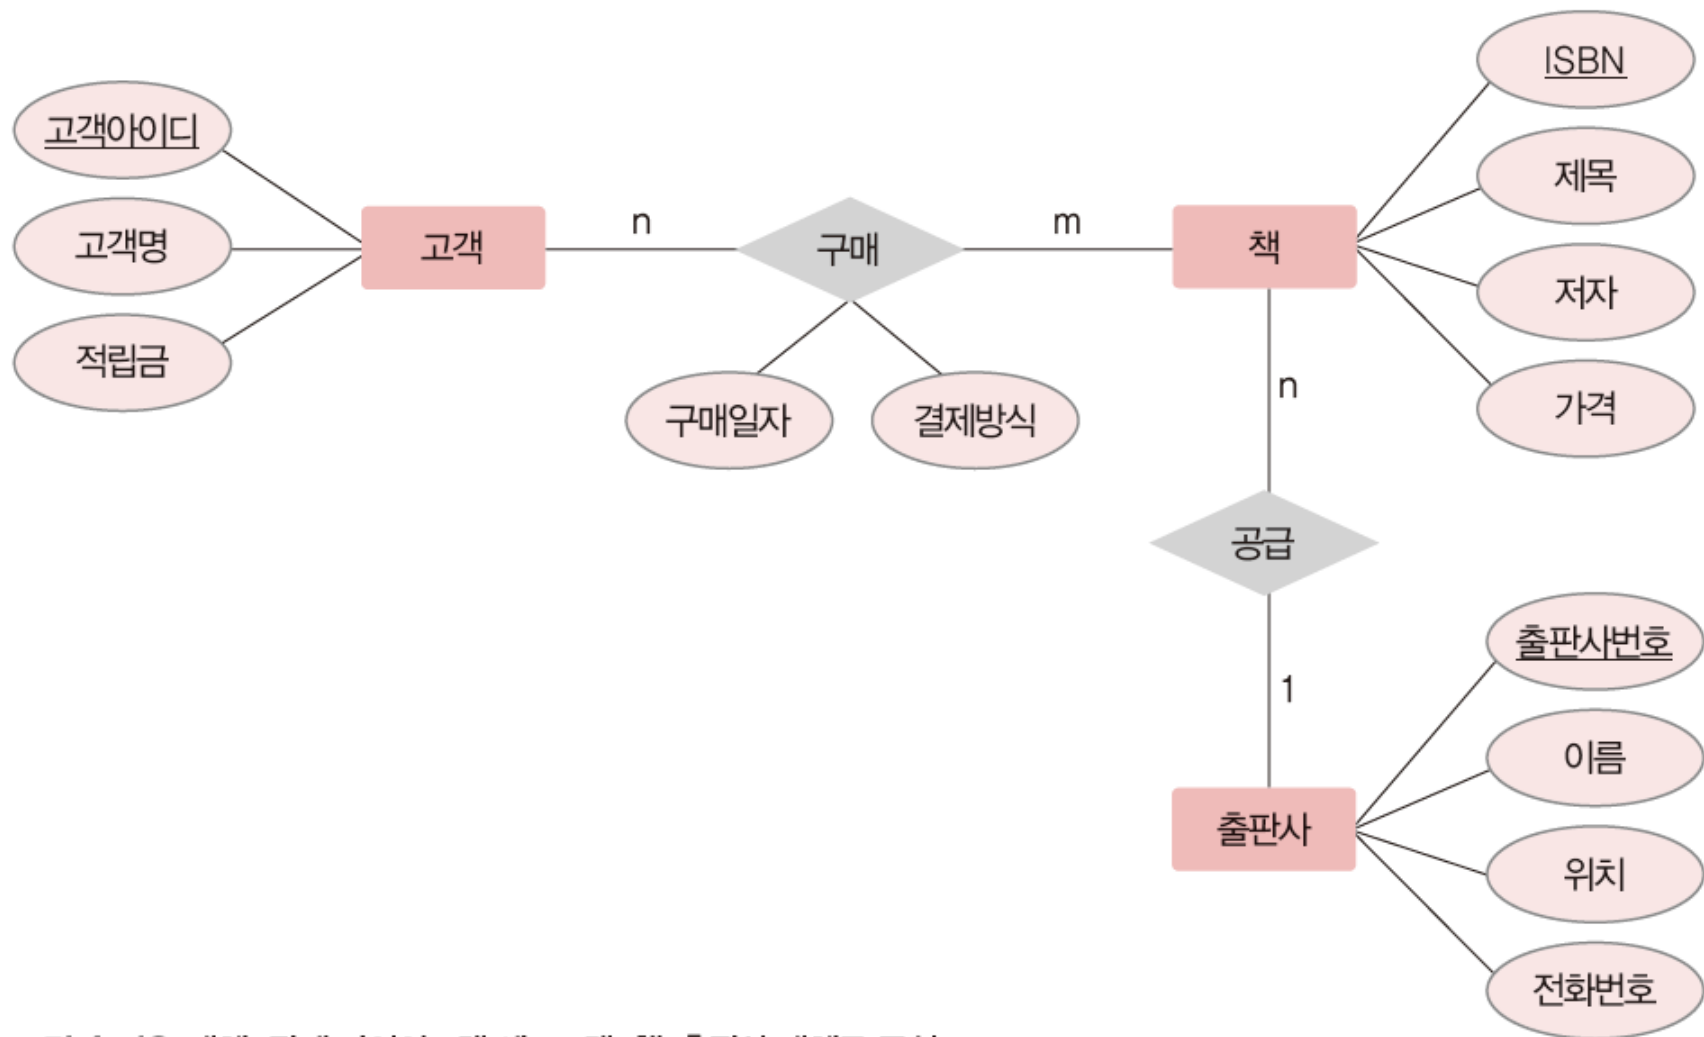 고객아이디
고객명
적립금
고객
n
구매
m
구매일자
결제방식
책
ISBN
제목
저자
가격
n
공급
1
출판사
출판사번호
이름
위치
전화번호